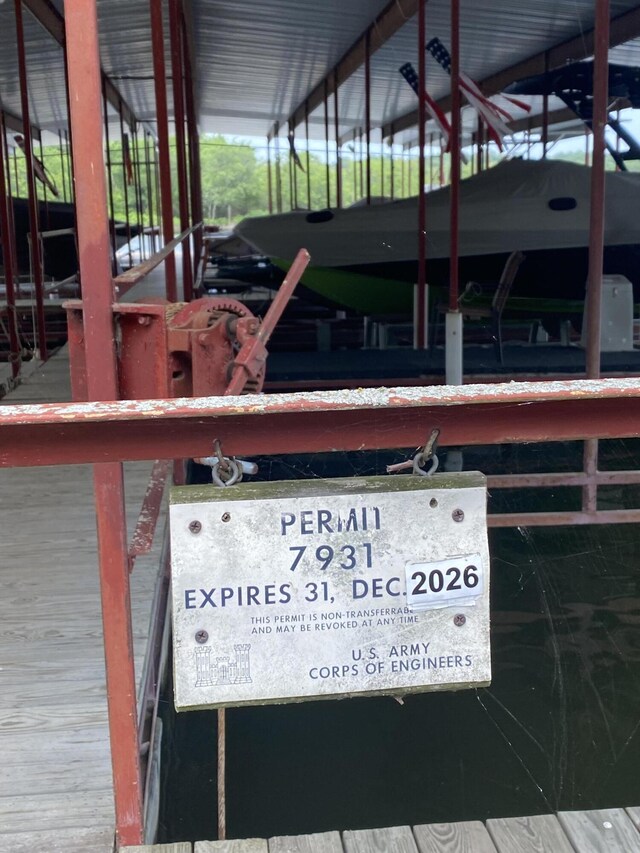 PERMIT
7931
EXPIRES 31, DEC. 2026
THIS PERMIT IS NON-TRANSFERRABLE
AND MAY BE REVOKED AT ANY TIME
U.S. ARMY
CORPS OF ENGINEERS